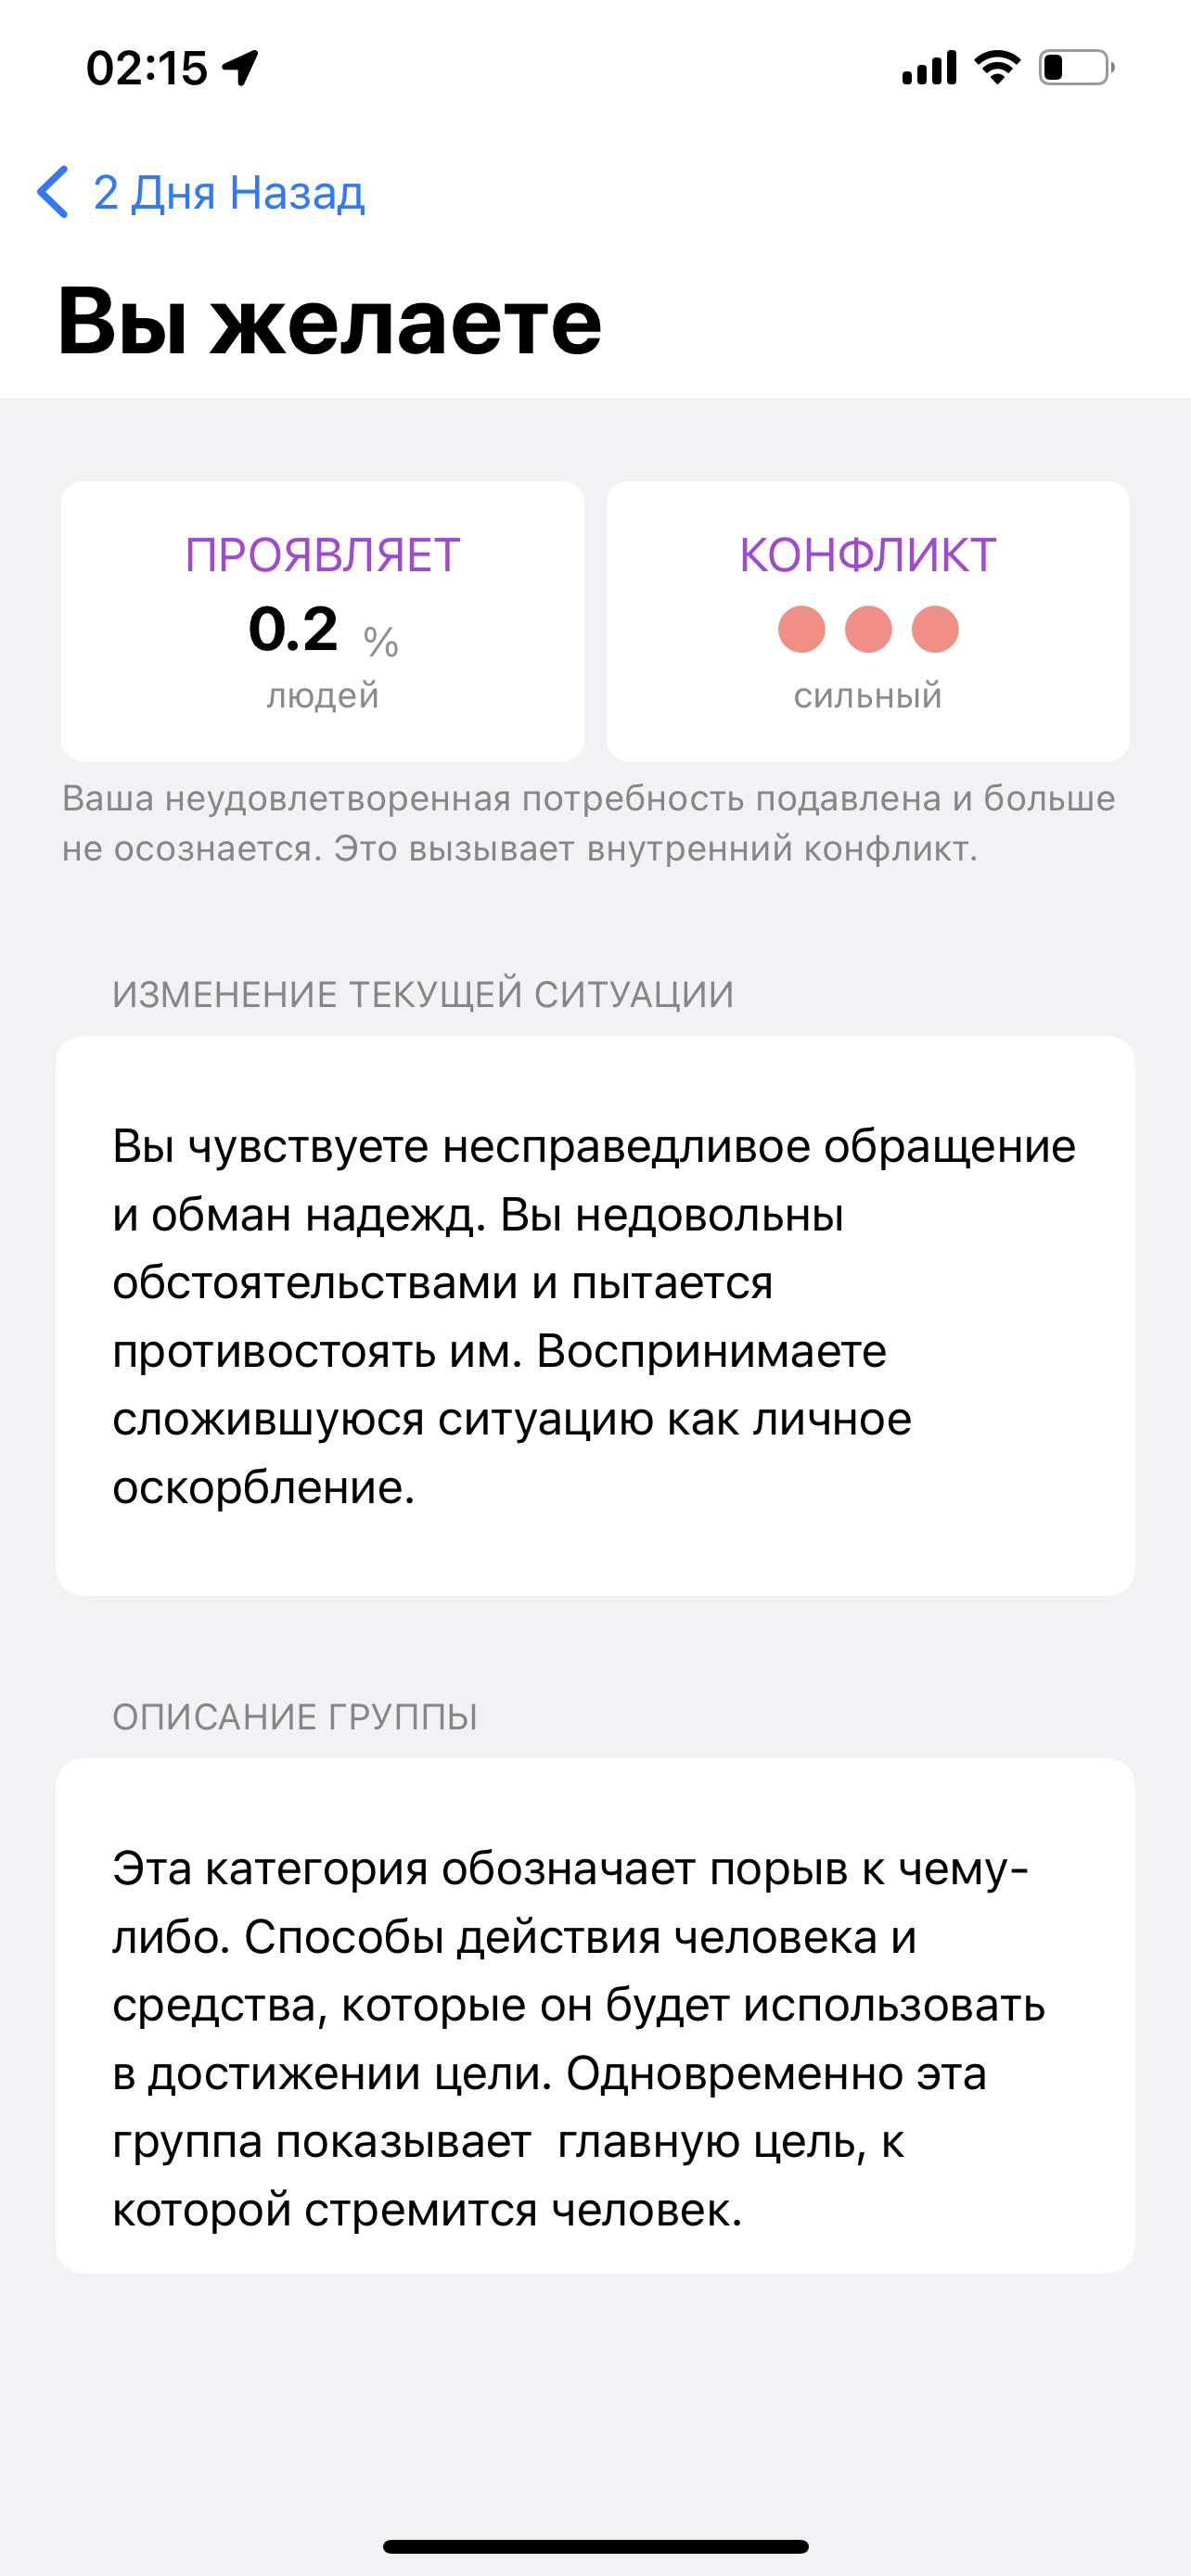 02:15
2 Дня Назад
Вы желаете
ПРОЯВЛЯЕТ
0.2 %
людей
КОНФЛИКТ
сильный
Ваша неудовлетворенная потребность подавлена и больше
не осознается. Это вызывает внутренний конфликт.
ИЗМЕНЕНИЕ ТЕКУЩЕЙ СИТУАЦИИ
Вы чувствуете несправедливое обращение
и обман надежд. Вы недовольны
обстоятельствами и пытается
противостоять им. Воспринимаете
сложившуюся ситуацию как личное
оскорбление.
ОПИСАНИЕ ГРУППЫ
Эта категория обозначает порыв к чему-
либо. Способы действия человека и
средства, которые он будет использовать
в достижении цели. Одновременно эта
группа показывает  главную цель, к
которой стремится человек.